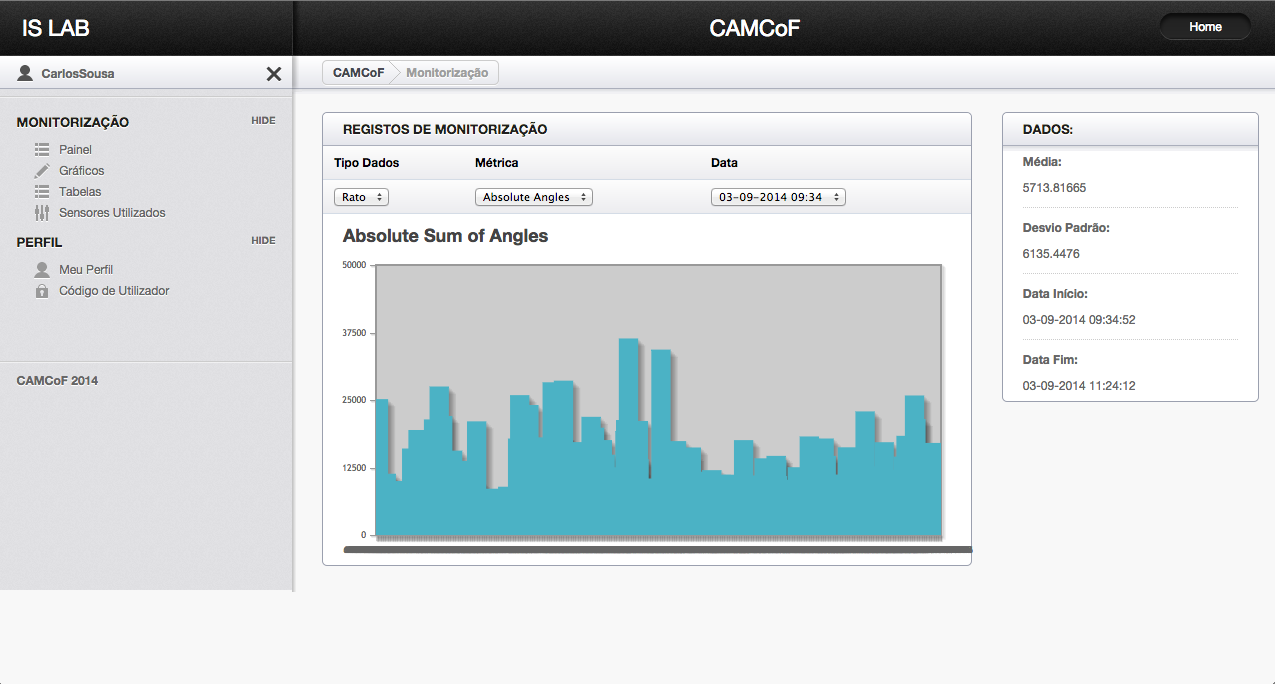 IS LAB
CAMCoF
Home
CarlosSousa
CAMCoF Monitorização
MONITORIZAÇÃO HIDE
Painel
Gráficos
Tabelas
Sensores Utilizados
PERFIL HIDE
Meu Perfil
Código de Utilizador
CAMCoF 2014
REGISTOS DE MONITORIZAÇÃO
Tipo Dados Métrica Data
Rato Absolute Angles 03-09-2014 09:34
Absolute Sum of Angles
50000
37500
25000
12500
0
DADOS:
Média:
5713.81665
Desvio Padrão:
6135.4476
Data Início:
03-09-2014 09:34:52
Data Fim:
03-09-2014 11:24:12